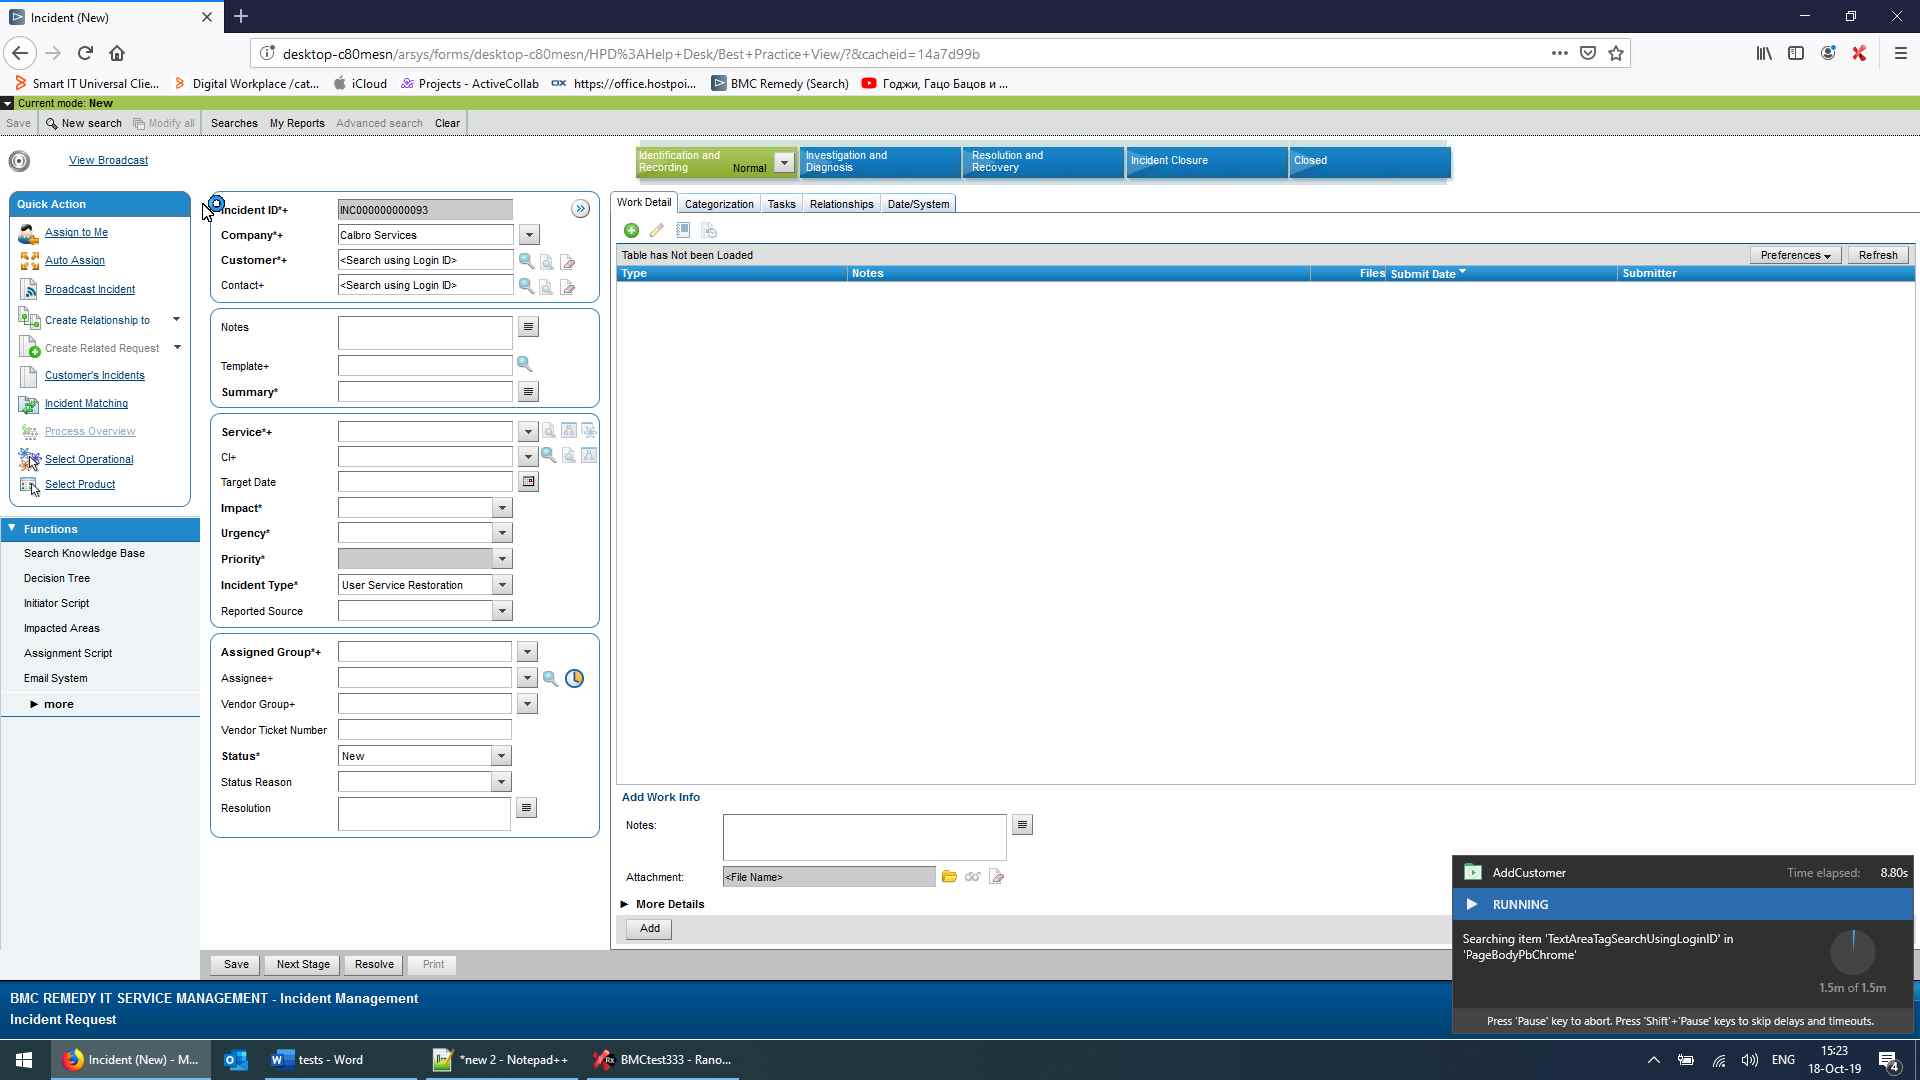 Incident (New)
desktop-c80mesn/arsys/forms/desktop-c80mesn/HPD%3AHelp+Desk/Best+Practice+View/?&cacheid=14a7d99b
Smart IT Universal Clie...
Digital Workplace /cat...
iCloud
Projects - ActiveCollab
https://office.hostpoi...
BMC Remedy (Search)
Годжи, Гацо Бацов и ...
Current mode: New
Save
New search
Modify all
Searches
My Reports
Advanced search
Clear
View Broadcast
Identification and
Recording
Normal
Investigation and
Diagnosis
Resolution and
Recovery
Incident Closure
Closed
Quick Action
Assign to Me
Auto Assign
Broadcast Incident
Create Relationship to
Create Related Request
Customer's Incidents
Incident Matching
Process Overview
Select Operational
Select Product
Functions
Search Knowledge Base
Decision Tree
Initiator Script
Impacted Areas
Assignment Script
Email System
more
Incident ID*+ INC000000000093
Company*+ Calbro Services
Customer*+ <Search using Login ID>
Contact+ <Search using Login ID>
Notes
Template+
Summary*
Service*+
CI+
Target Date
Impact*
Urgency*
Priority*
Incident Type* User Service Restoration
Reported Source
Assigned Group*+
Assignee+
Vendor Group+
Vendor Ticket Number
Status* New
Status Reason
Resolution
Work Detail
Categorization
Tasks
Relationships
Date/System
Table has Not been Loaded
Preferences
Refresh
Type
Notes
Files
Submit Date
Submitter
Add Work Info
Notes:
Attachment: <File Name>
More Details
Add
Save
Next Stage
Resolve
Print
BMC REMEDY IT SERVICE MANAGEMENT - Incident Management
Incident Request
AddCustomer
Time elapsed: 8.80s
RUNNING
Searching item 'TextAreaTagSearchUsingLoginID' in
'PageBodyPbChrome'
1.5m of 1.5m
Press 'Pause' key to abort. Press 'Shift'+'Pause' keys to skip delays and timeouts.
Incident (New) - M...
tests - Word
*new 2 - Notepad++
BMCtest333 - Rano...
ENG
15:23
18-Oct-19
4